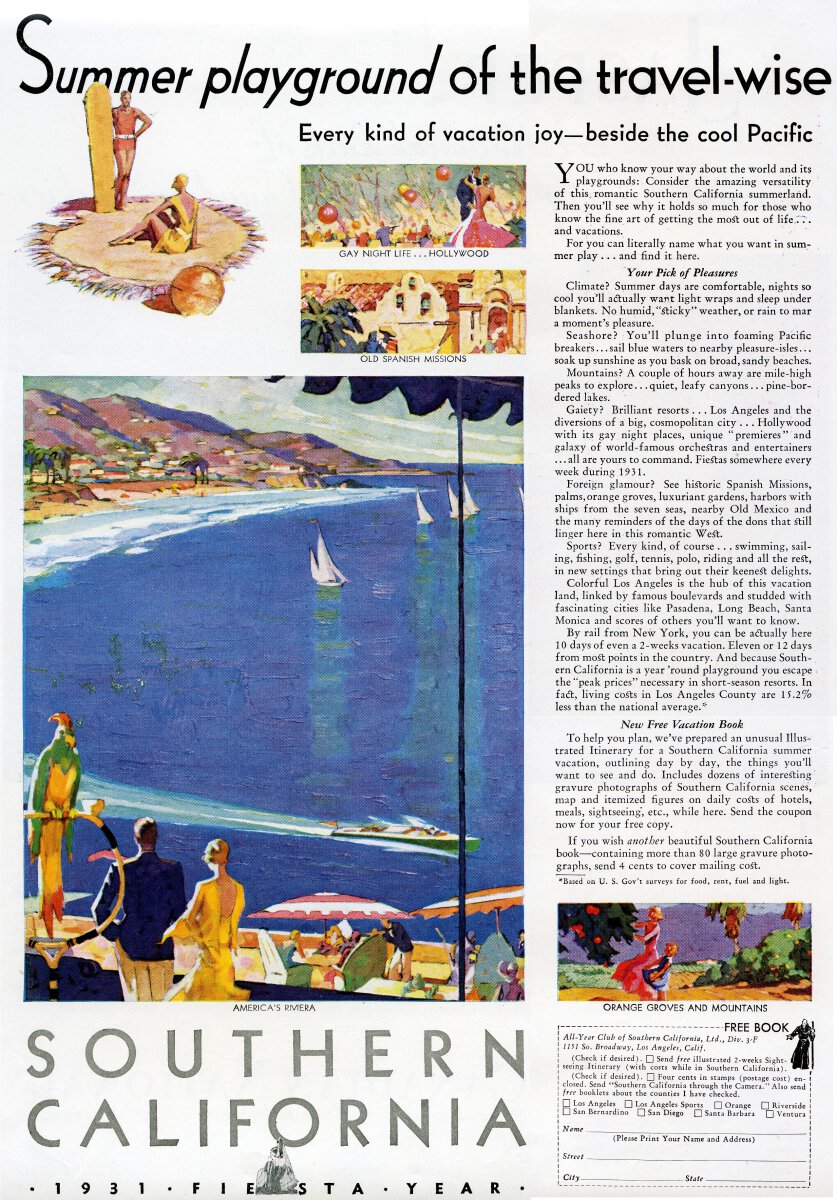 Summer playground of the travel-wise
Every kind of vacation joy—beside the cool Pacific
GAY NIGHT LIFE . . . HOLLYWOOD
OLD SPANISH MISSIONS
AMERICA'S RIVIERA
SOUTHERN
CALIFORNIA
· 1931 · FIESTA · YEAR ·
YOU who know your way about the world and its
playgrounds: Consider the amazing versatility
of this romantic Southern California summerland.
Then you'll see why it holds so much for those who
know the fine art of getting the most out of life . . .
and vacations.
For you can literally name what you want in sum-
mer play . . . and find it here.
Your Pick of Pleasures
Climate? Summer days are comfortable, nights so
cool you'll actually want light wraps and sleep under
blankets. No humid, "sticky" weather, or rain to mar
a moment's pleasure.
Seashore? You'll plunge into foaming Pacific
breakers . . . sail blue waters to nearby pleasure-isles . . .
soak up sunshine as you bask on broad, sandy beaches.
Mountains? A couple of hours away are mile-high
peaks to explore . . . quiet, leafy canyons . . . pine-bor-
dered lakes.
Gaiety? Brilliant resorts . . . Los Angeles and the
diversions of a big, cosmopolitan city . . . Hollywood
with its gay night places, unique "premieres" and
galaxy of world-famous orchestras and entertainers
. . . all are yours to command. Fiestas somewhere every
week during 1931.
Foreign glamour? See historic Spanish Missions,
palms, orange groves, luxuriant gardens, harbors with
ships from the seven seas, nearby Old Mexico and
the many reminders of the days of the dons that still
linger here in this romantic West.
Sports? Every kind, of course . . . swimming, sail-
ing, fishing, golf, tennis, polo, riding and all the rest,
in new settings that bring out their keenest delights.
Colorful Los Angeles is the hub of this vacation
land, linked by famous boulevards and studded with
fascinating cities like Pasadena, Long Beach, Santa
Monica and scores of others you'll want to know.
By rail from New York, you can be actually here
10 days of even a 2-weeks vacation. Eleven or 12 days
from most points in the country. And because South-
ern California is a year 'round playground you escape
the "peak prices" necessary in short-season resorts. In
fact, living costs in Los Angeles County are 15.2%
less than the national average.*
New Free Vacation Book
To help you plan, we've prepared an unusual Illus-
trated Itinerary for a Southern California summer
vacation, outlining day by day, the things you'll
want to see and do. Includes dozens of interesting
gravure photographs of Southern California scenes,
map and itemized figures on daily costs of hotels,
meals, sightseeing, etc., while here. Send the coupon
now for your free copy.
If you wish another beautiful Southern California
book—containing more than 80 large gravure photo-
graphs, send 4 cents to cover mailing cost.
*Based on U. S. Gov't surveys for food, rent, fuel and light.
ORANGE GROVES AND MOUNTAINS
FREE BOOK
All-Year Club of Southern California, Ltd., Div. 3-F
1151 So. Broadway, Los Angeles, Calif.
(Check if desired). □ Send free illustrated 2-weeks Sight-
seeing Itinerary (with costs while in Southern California).
(Check if desired). □ Four cents in stamps (postage cost) en-
closed. Send "Southern California through the Camera." Also send
free booklets about the counties I have checked.
□ Los Angeles □ Los Angeles Sports □ Orange □ Riverside
□ San Bernardino □ San Diego □ Santa Barbara □ Ventura
Name
(Please Print Your Name and Address)
Street
City State